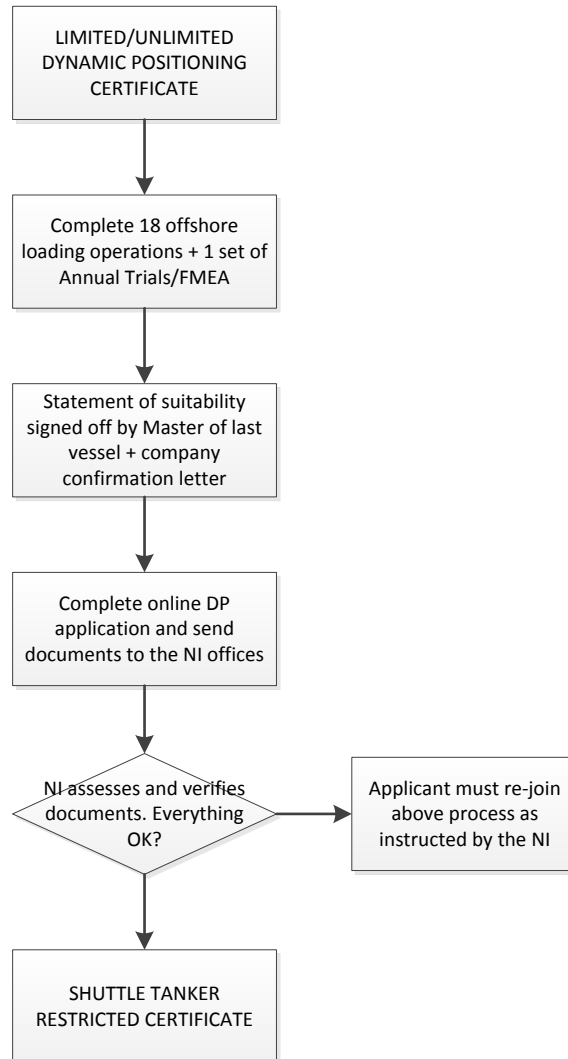 LIMITED/UNLIMITED
DYNAMIC POSITIONING
CERTIFICATE
Complete 18 offshore
loading operations + 1 set of
Annual Trials/FMEA
Statement of suitability
signed off by Master of last
vessel + company
confirmation letter
Complete online DP
application and send
documents to the NI offices
NI assesses and verifies
documents. Everything
OK?
Applicant must re-join
above process as
instructed by the NI
SHUTTLE TANKER
RESTRICTED CERTIFICATE